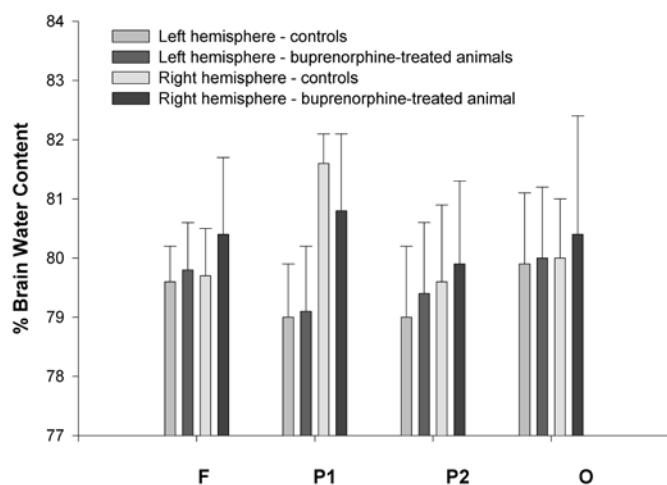 84
83
82
81
80
79
78
77
% Brain Water Content
Left hemisphere - controls
Left hemisphere - buprenorphine-treated animals
Right hemisphere - controls
Right hemisphere - buprenorphine-treated animal
F P1 P2 O